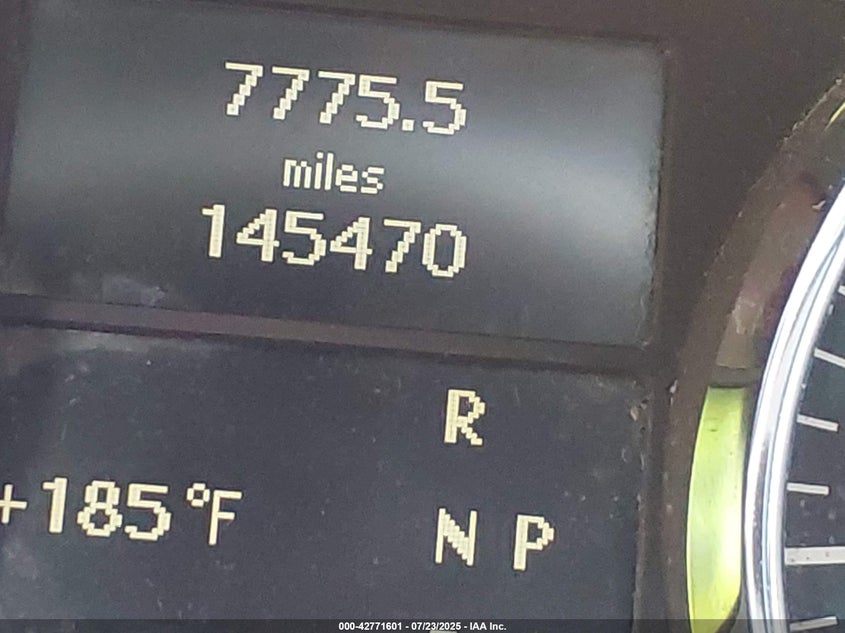 7775.5
miles
145470
R
+185°F
N P
000-42771601 - 07/23/2025 - IAA Inc.